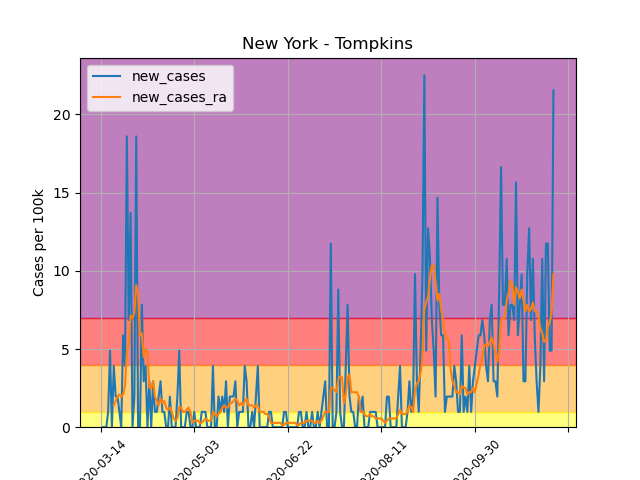 New York - Tompkins
new_cases
new_cases_ra
Cases per 100k
20
15
10
5
0
020-03-14
020-05-03
020-06-22
020-08-11
020-09-30